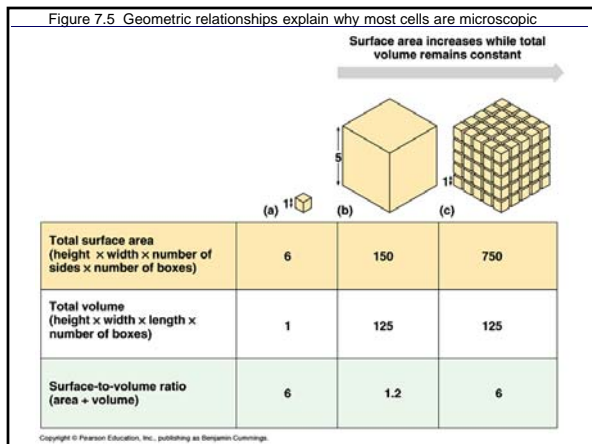 Figure 7.5 Geometric relationships explain why most cells are microscopic
Surface area increases while total
volume remains constant
5
1
1
(a)
(b)
(c)
Total surface area
(height × width × number of
sides × number of boxes)
6
150
750
Total volume
(height × width × length ×
number of boxes)
1
125
125
Surface-to-volume ratio
(area ÷ volume)
6
1.2
6
Copyright © Pearson Education, Inc., publishing as Benjamin Cummings.